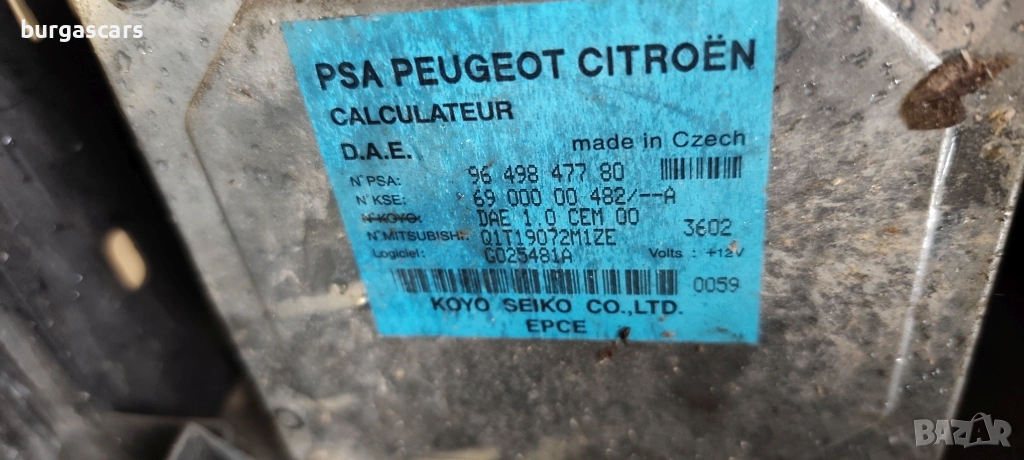 burgascars
PSA PEUGEOT CITROËN
CALCULATEUR
D.A.E. made in Czech
N°PSA: 96 498 477 80
N°KSE: 69 000 00 482/--A
N°KOYO: DAE 1.0 CEM 00 3602
N°MITSUBISHI: Q1T19072M1ZE
Logiciel: G025481A Volts : +12V
0059
KOYO SEIKO CO.,LTD.
EPCE
BAZAR